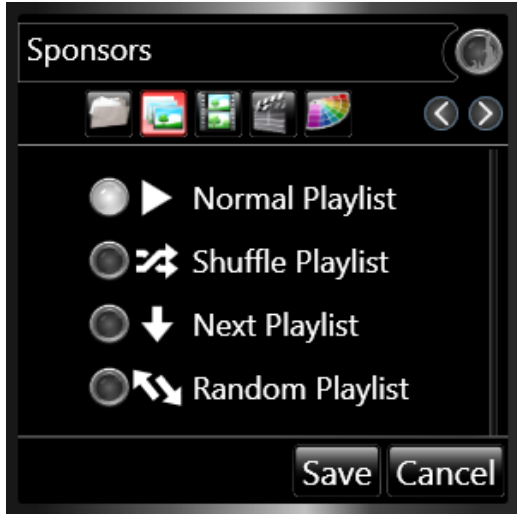 Sponsors
Normal Playlist
Shuffle Playlist
Next Playlist
Random Playlist
Save Cancel